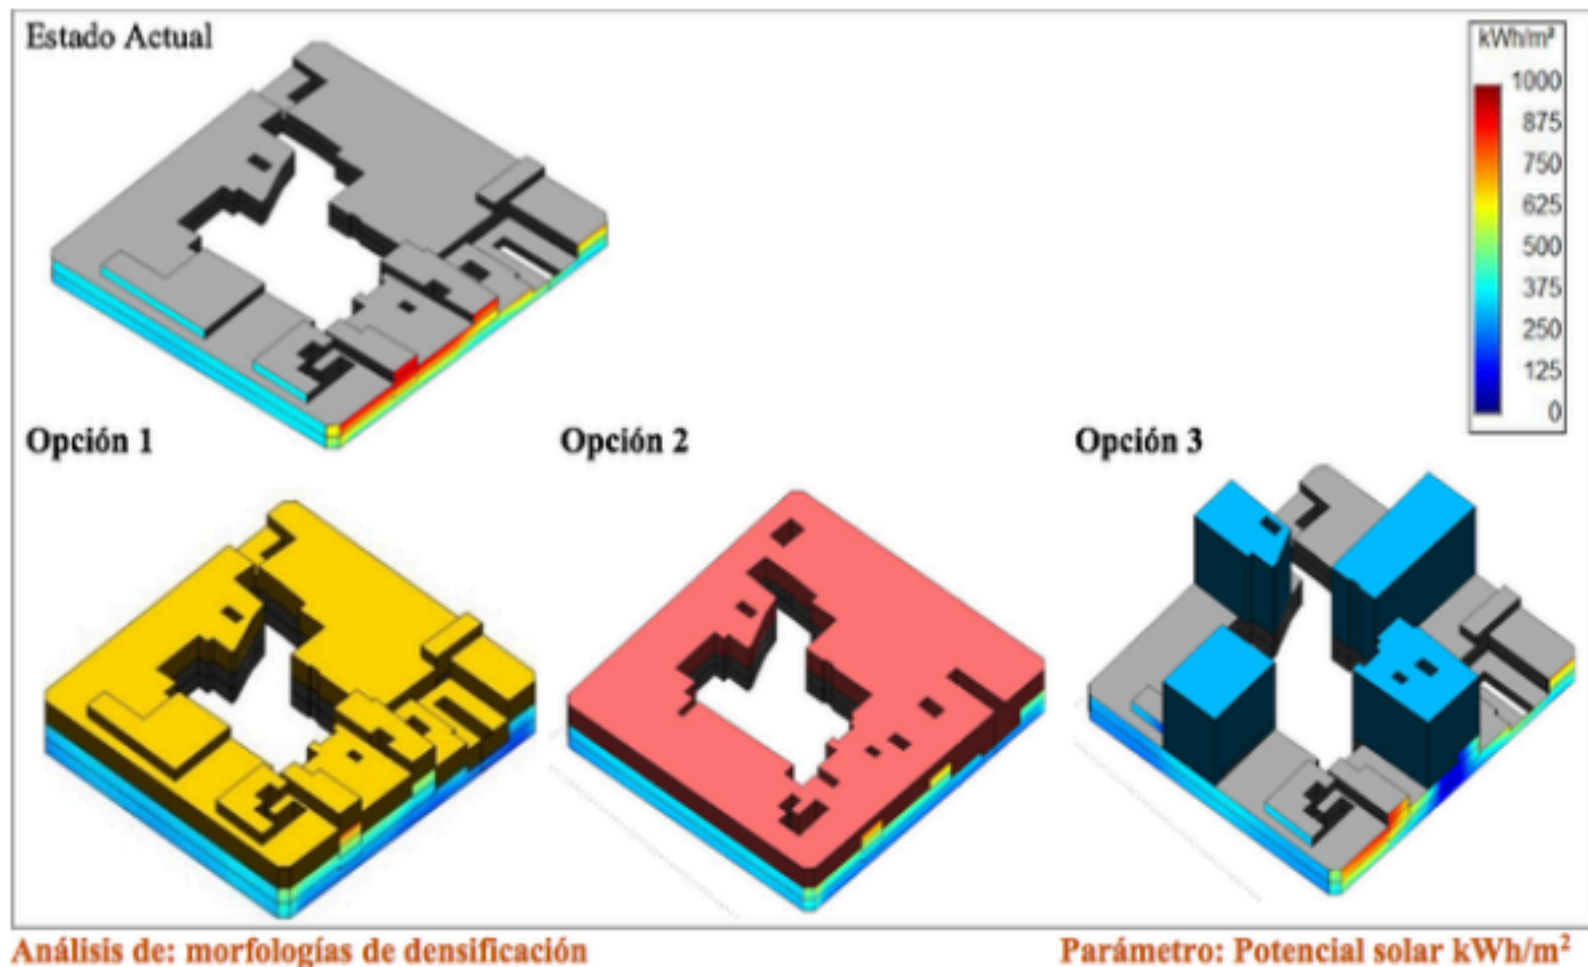 Estado Actual
kWh/m²
1000
875
750
625
500
375
250
125
0
Opción 1
Opción 2
Opción 3
Análisis de: morfologías de densificación
Parámetro: Potencial solar kWh/m²